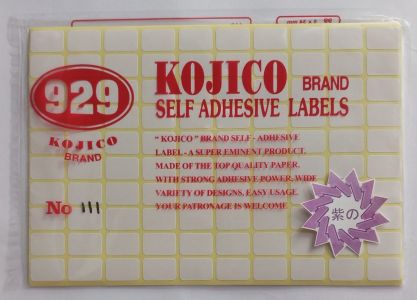 929
KOJICO
BRAND
No 111
KOJICO BRAND
SELF ADHESIVE LABELS
" KOJICO " BRAND SELF - ADHESIVE
LABEL - A SUPER EMINENT PRODUCT.
MADE OF THE TOP QUALITY PAPER.
WITH STRONG ADHESIVE POWER, WIDE
VARIETY OF DESIGNS, EASY USAGE.
YOUR PATRONAGE IS WELCOME
紫の